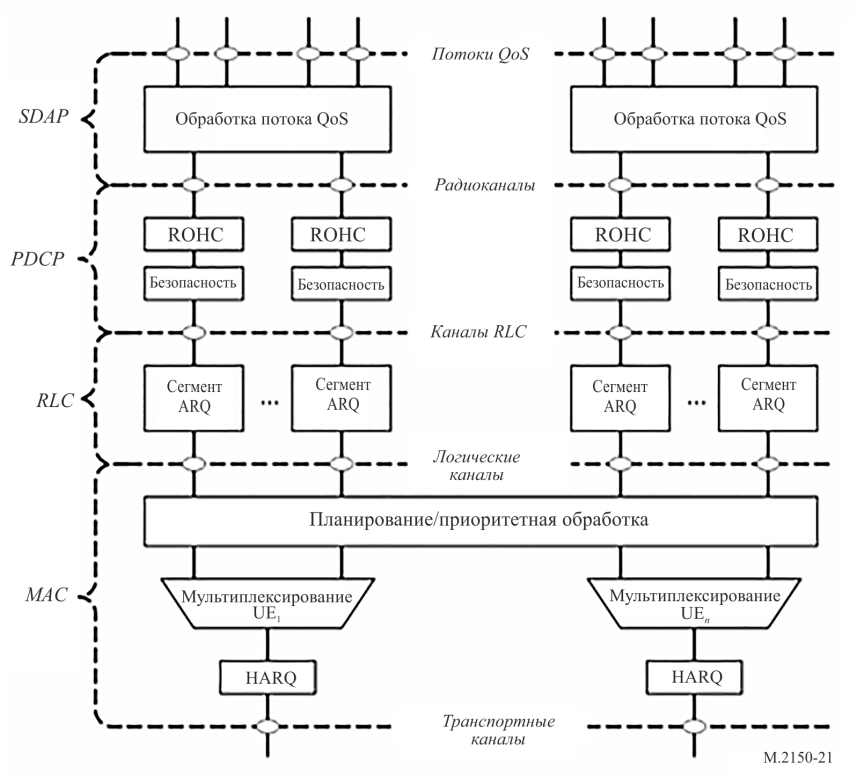 Потоки QoS
SDAP
Обработка потока QoS
Обработка потока QoS
Радиоканалы
PDCP
ROHC
ROHC
ROHC
ROHC
Безопасность
Безопасность
Безопасность
Безопасность
Каналы RLC
RLC
Сегмент
ARQ
...
Сегмент
ARQ
Сегмент
ARQ
...
Сегмент
ARQ
Логические
каналы
Планирование/приоритетная обработка
MAC
Мультиплексирование
UE1
Мультиплексирование
UEn
HARQ
HARQ
Транспортные
каналы
M.2150-21